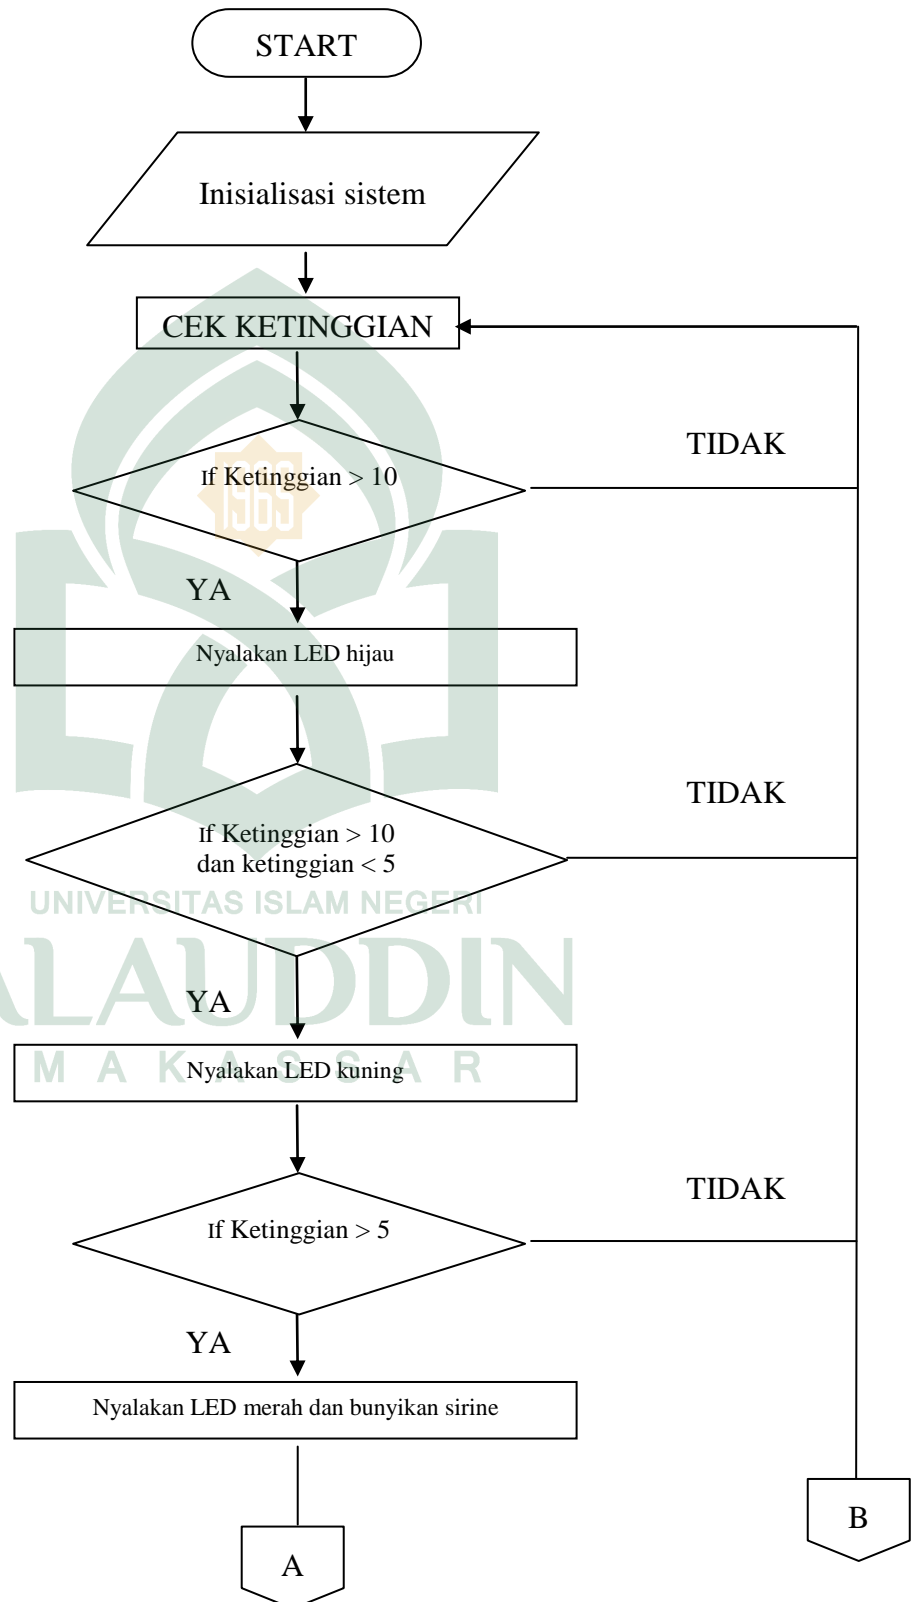 START
Inisialisasi sistem
CEK KETINGGIAN
TIDAK
If Ketinggian > 10
1965
YA
Nyalakan LED hijau
TIDAK
If Ketinggian > 10
dan ketinggian < 5
UNIVERSITAS ISLAM NEGERI
ALAUDDIN
YA
MAKASSAR
Nyalakan LED kuning
TIDAK
If Ketinggian > 5
YA
Nyalakan LED merah dan bunyikan sirine
B
A